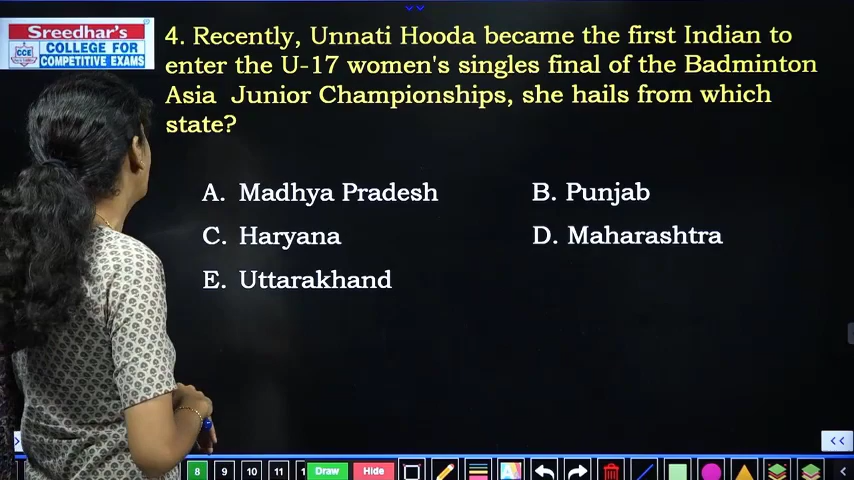 Sreedhar's
CCE
COLLEGE FOR
COMPETITIVE EXAMS
4. Recently, Unnati Hooda became the first Indian to
enter the U-17 women's singles final of the Badminton
Asia Junior Championships, she hails from which
state?
A. Madhya Pradesh
B. Punjab
C. Haryana
D. Maharashtra
E. Uttarakhand
8 9 10 11 1 Draw Hide